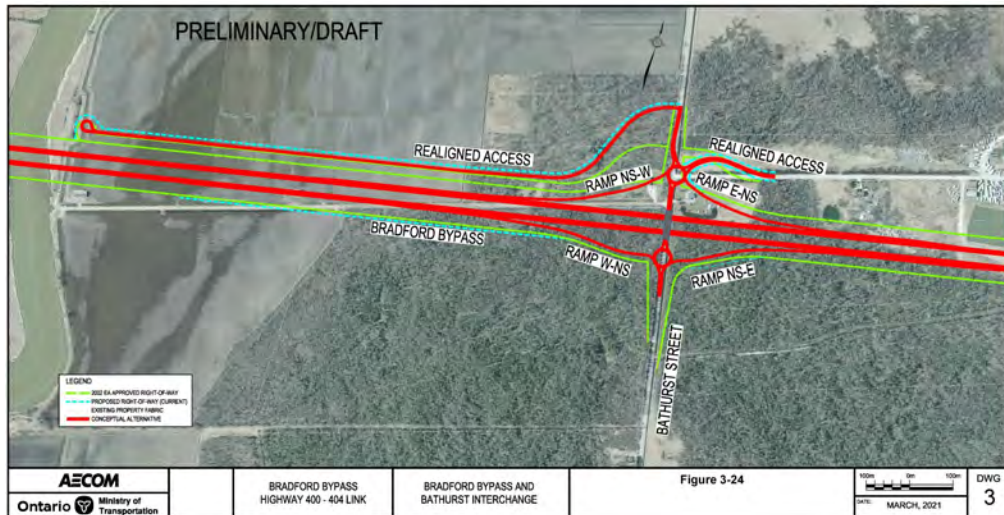 PRELIMINARY/DRAFT
REALIGNED ACCESS
REALIGNED ACCESS
RAMP NS-W
RAMP E-NS
BRADFORD BYPASS
RAMP W-NS
RAMP NS-E
BATHURST STREET
LEGEND
2002 EA APPROVED RIGHT-OF-WAY
PROPOSED RIGHT-OF-WAY (CURRENT)
EXISTING PROPERTY FABRIC
CONCEPTUAL ALTERNATIVE
AECOM
Ontario Ministry of
Transportation
BRADFORD BYPASS
HIGHWAY 400 - 404 LINK
BRADFORD BYPASS AND
BATHURST INTERCHANGE
Figure 3-24
100m 0m 100m
DATE: MARCH, 2021
DWG
3